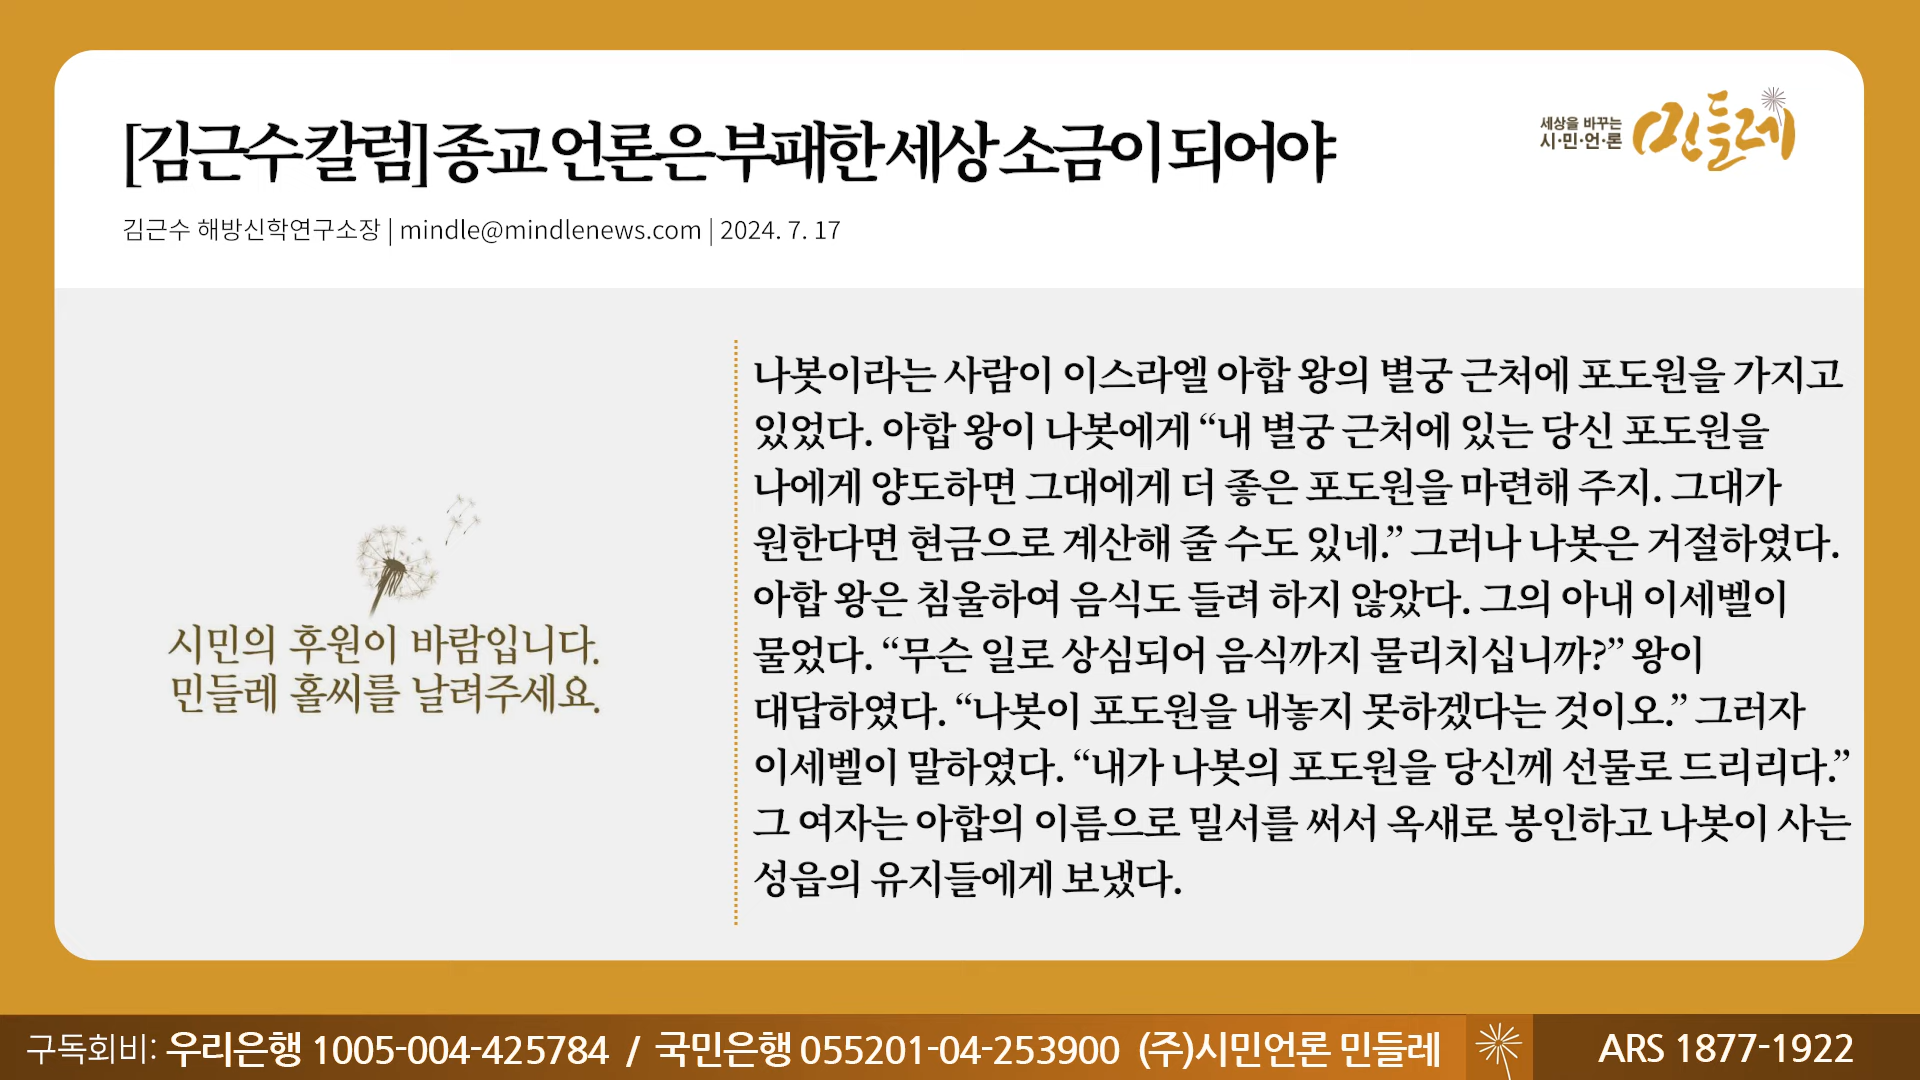 [김근수 칼럼] 종교 언론은 부패한 세상 소금이 되어야
세상을 바꾸는
시·민·언·론
민들레
김근수 해방신학연구소장 | mindle@mindlenews.com | 2024. 7. 17
시민의 후원이 바람입니다.
민들레 홀씨를 날려주세요.
나봇이라는 사람이 이스라엘 아합 왕의 별궁 근처에 포도원을 가지고
있었다. 아합 왕이 나봇에게 “내 별궁 근처에 있는 당신 포도원을
나에게 양도하면 그대에게 더 좋은 포도원을 마련해 주지. 그대가
원한다면 현금으로 계산해 줄 수도 있네.” 그러나 나봇은 거절하였다.
아합 왕은 침울하여 음식도 들려 하지 않았다. 그의 아내 이세벨이
물었다. “무슨 일로 상심되어 음식까지 물리치십니까?” 왕이
대답하였다. “나봇이 포도원을 내놓지 못하겠다는 것이오.” 그러자
이세벨이 말하였다. “내가 나봇의 포도원을 당신께 선물로 드리리다.”
그 여자는 아합의 이름으로 밀서를 써서 옥새로 봉인하고 나봇이 사는
성읍의 유지들에게 보냈다.
구독회비: 우리은행 1005-004-425784 / 국민은행 055201-04-253900 (주)시민언론 민들레
ARS 1877-1922